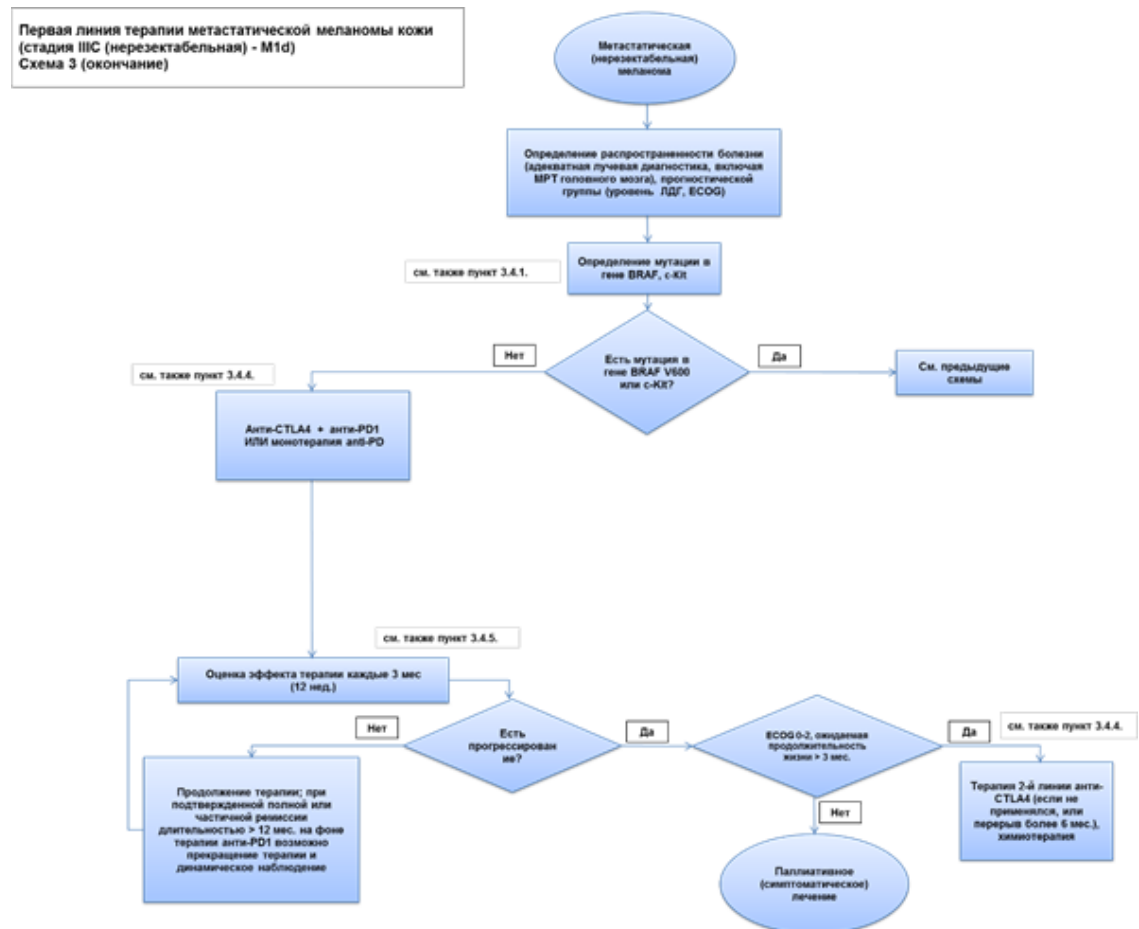 Первая линия терапии метастатической меланомы кожи
(стадия IIIC (нерезектабельная) - M1d)
Схема 3 (окончание)
Метастатическая
(нерезектабельная)
меланома
Определение распространенности болезни
(адекватная лучевая диагностика, включая
МРТ головного мозга), прогностической
группы (уровень ЛДГ, ECOG)
см. также пункт 3.4.1.
Определение мутации в
гене BRAF, c-Kit
Нет
Есть мутация в
гене BRAF V600
или c-Kit?
Да
См. предыдущие
схемы
см. также пункт 3.4.4.
Анти-CTLA4 + анти-PD1
ИЛИ монотерапия anti-PD
см. также пункт 3.4.5.
Оценка эффекта терапии каждые 3 мес
(12 нед.)
Нет
Есть
прогрессирован
ие?
Да
ECOG 0-2, ожидаемая
продолжительность
жизни > 3 мес.
Да
см. также пункт 3.4.4.
Продолжение терапии; при
подтвержденной полной или
частичной ремиссии
длительностью > 12 мес. на фоне
терапии анти-PD1 возможно
прекращение терапии и
динамическое наблюдение
Нет
Терапия 2-й линии анти-
CTLA4 (если не
применялся, или
перерыв более 6 мес.),
химиотерапия
Паллиативное
(симптоматическое)
лечение